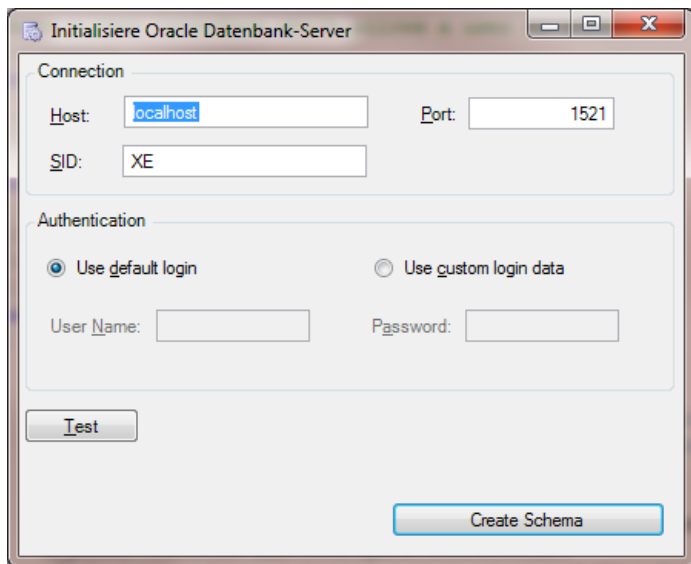 Initialisiere Oracle Datenbank-Server
Connection
Host: localhost Port: 1521
SID: XE
Authentication
Use default login Use custom login data
User Name: Password:
Test
Create Schema